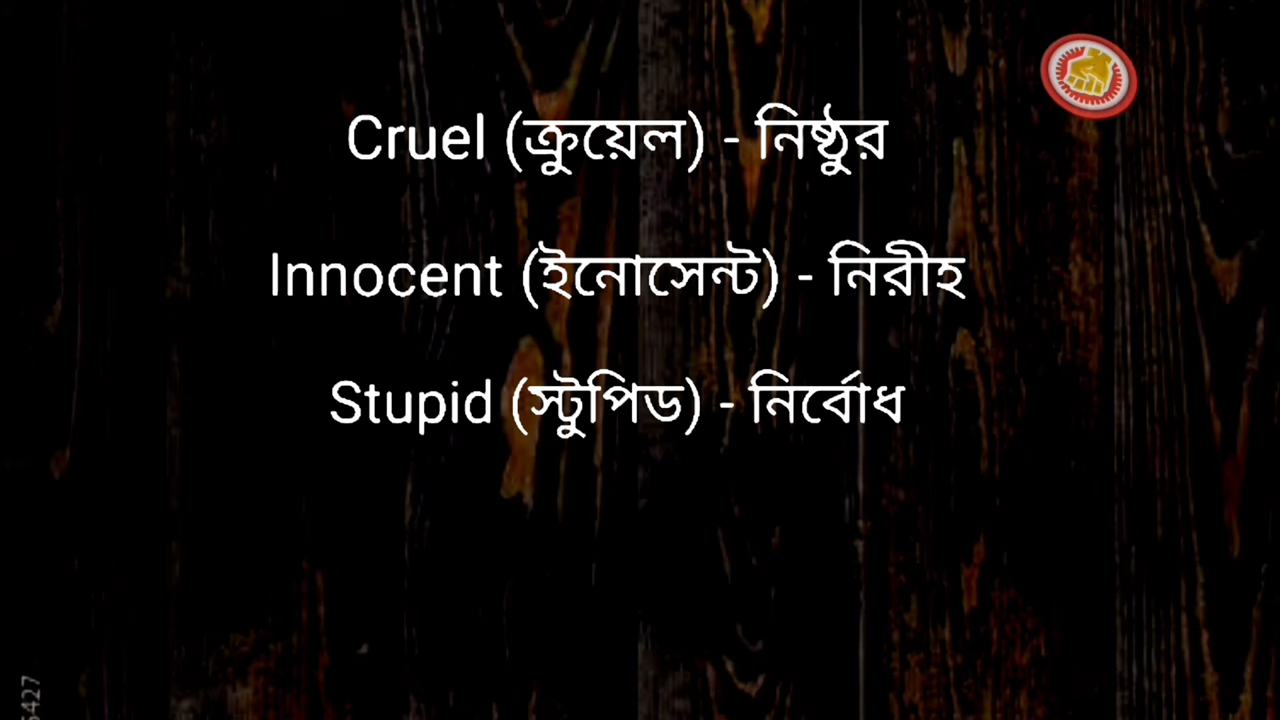 Cruel (ক্রুয়েল) - নিষ্ঠুর
Innocent (ইনোসেন্ট) - নিরীহ
Stupid (স্টুপিড) - নির্বোধ